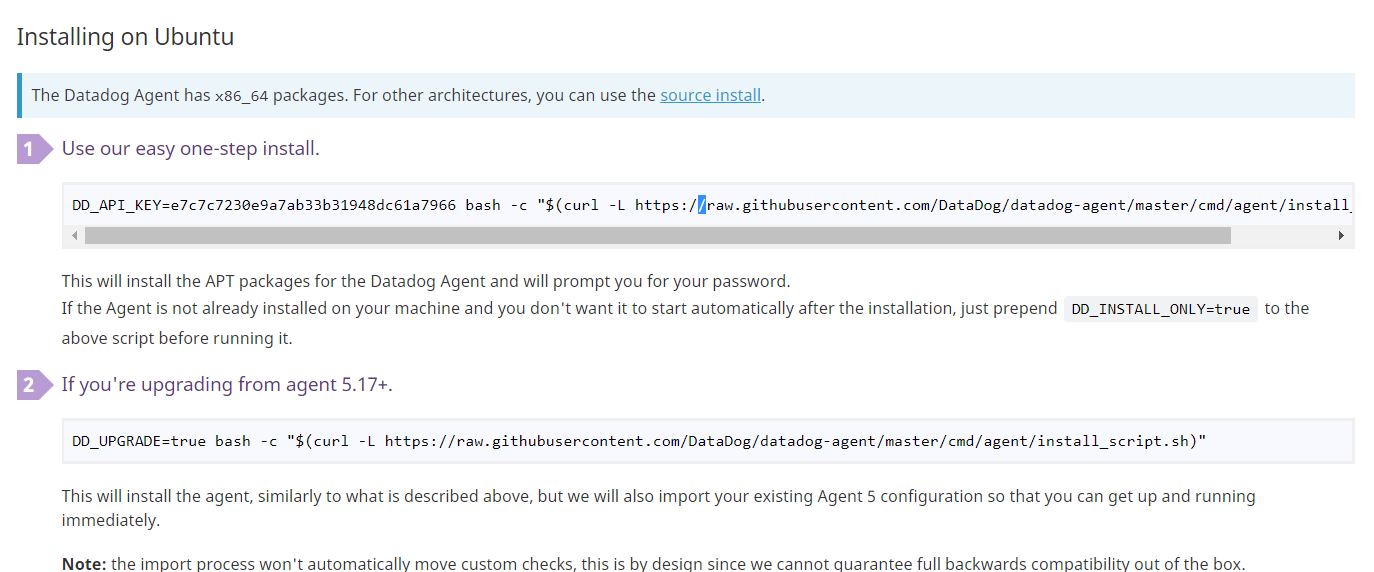 Installing on Ubuntu
The Datadog Agent has x86_64 packages. For other architectures, you can use the source install.
1 Use our easy one-step install.
DD_API_KEY=e7c7c7230e9a7ab33b31948dc61a7966 bash -c "$(curl -L https://raw.githubusercontent.com/DataDog/datadog-agent/master/cmd/agent/install_
This will install the APT packages for the Datadog Agent and will prompt you for your password.
If the Agent is not already installed on your machine and you don't want it to start automatically after the installation, just prepend DD_INSTALL_ONLY=true to the
above script before running it.
2 If you're upgrading from agent 5.17+.
DD_UPGRADE=true bash -c "$(curl -L https://raw.githubusercontent.com/DataDog/datadog-agent/master/cmd/agent/install_script.sh)"
This will install the agent, similarly to what is described above, but we will also import your existing Agent 5 configuration so that you can get up and running
immediately.
Note: the import process won't automatically move custom checks, this is by design since we cannot guarantee full backwards compatibility out of the box.